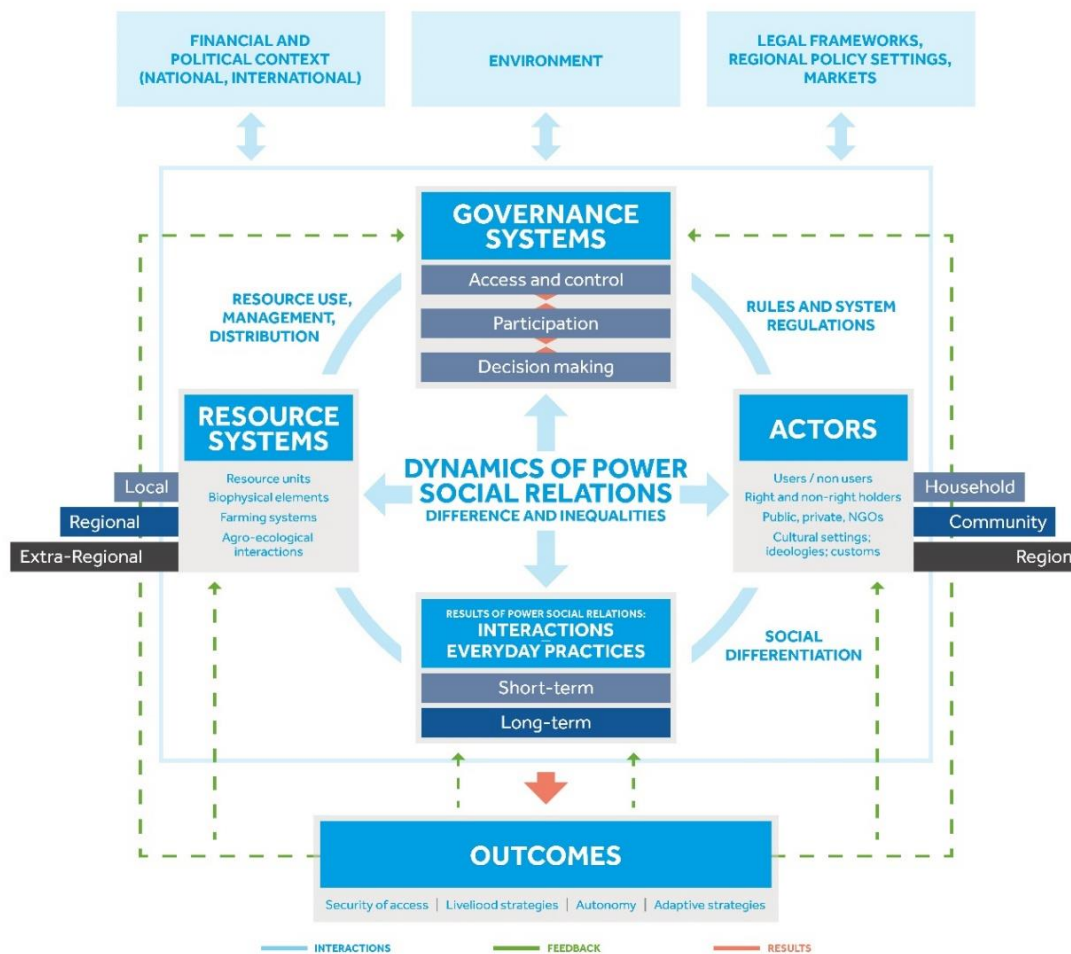 FINANCIAL AND
POLITICAL CONTEXT
(NATIONAL, INTERNATIONAL)
ENVIRONMENT
LEGAL FRAMEWORKS,
REGIONAL POLICY SETTINGS,
MARKETS
GOVERNANCE
SYSTEMS
Access and control
Participation
Decision making
RESOURCE USE,
MANAGEMENT,
DISTRIBUTION
RULES AND SYSTEM
REGULATIONS
RESOURCE
SYSTEMS
Resource units
Biophysical elements
Farming systems
Agro-ecological
interactions
Local
Regional
Extra-Regional
DYNAMICS OF POWER
SOCIAL RELATIONS
DIFFERENCE AND INEQUALITIES
ACTORS
Users / non users
Right and non-right holders
Public, private, NGOs
Cultural settings;
ideologies; customs
Household
Community
Region
RESULTS OF POWER SOCIAL RELATIONS:
INTERACTIONS
–
EVERYDAY PRACTICES
Short-term
Long-term
SOCIAL
DIFFERENTIATION
OUTCOMES
Security of access | Liveliood strategies | Autonomy | Adaptive strategies
INTERACTIONS
FEEDBACK
RESULTS